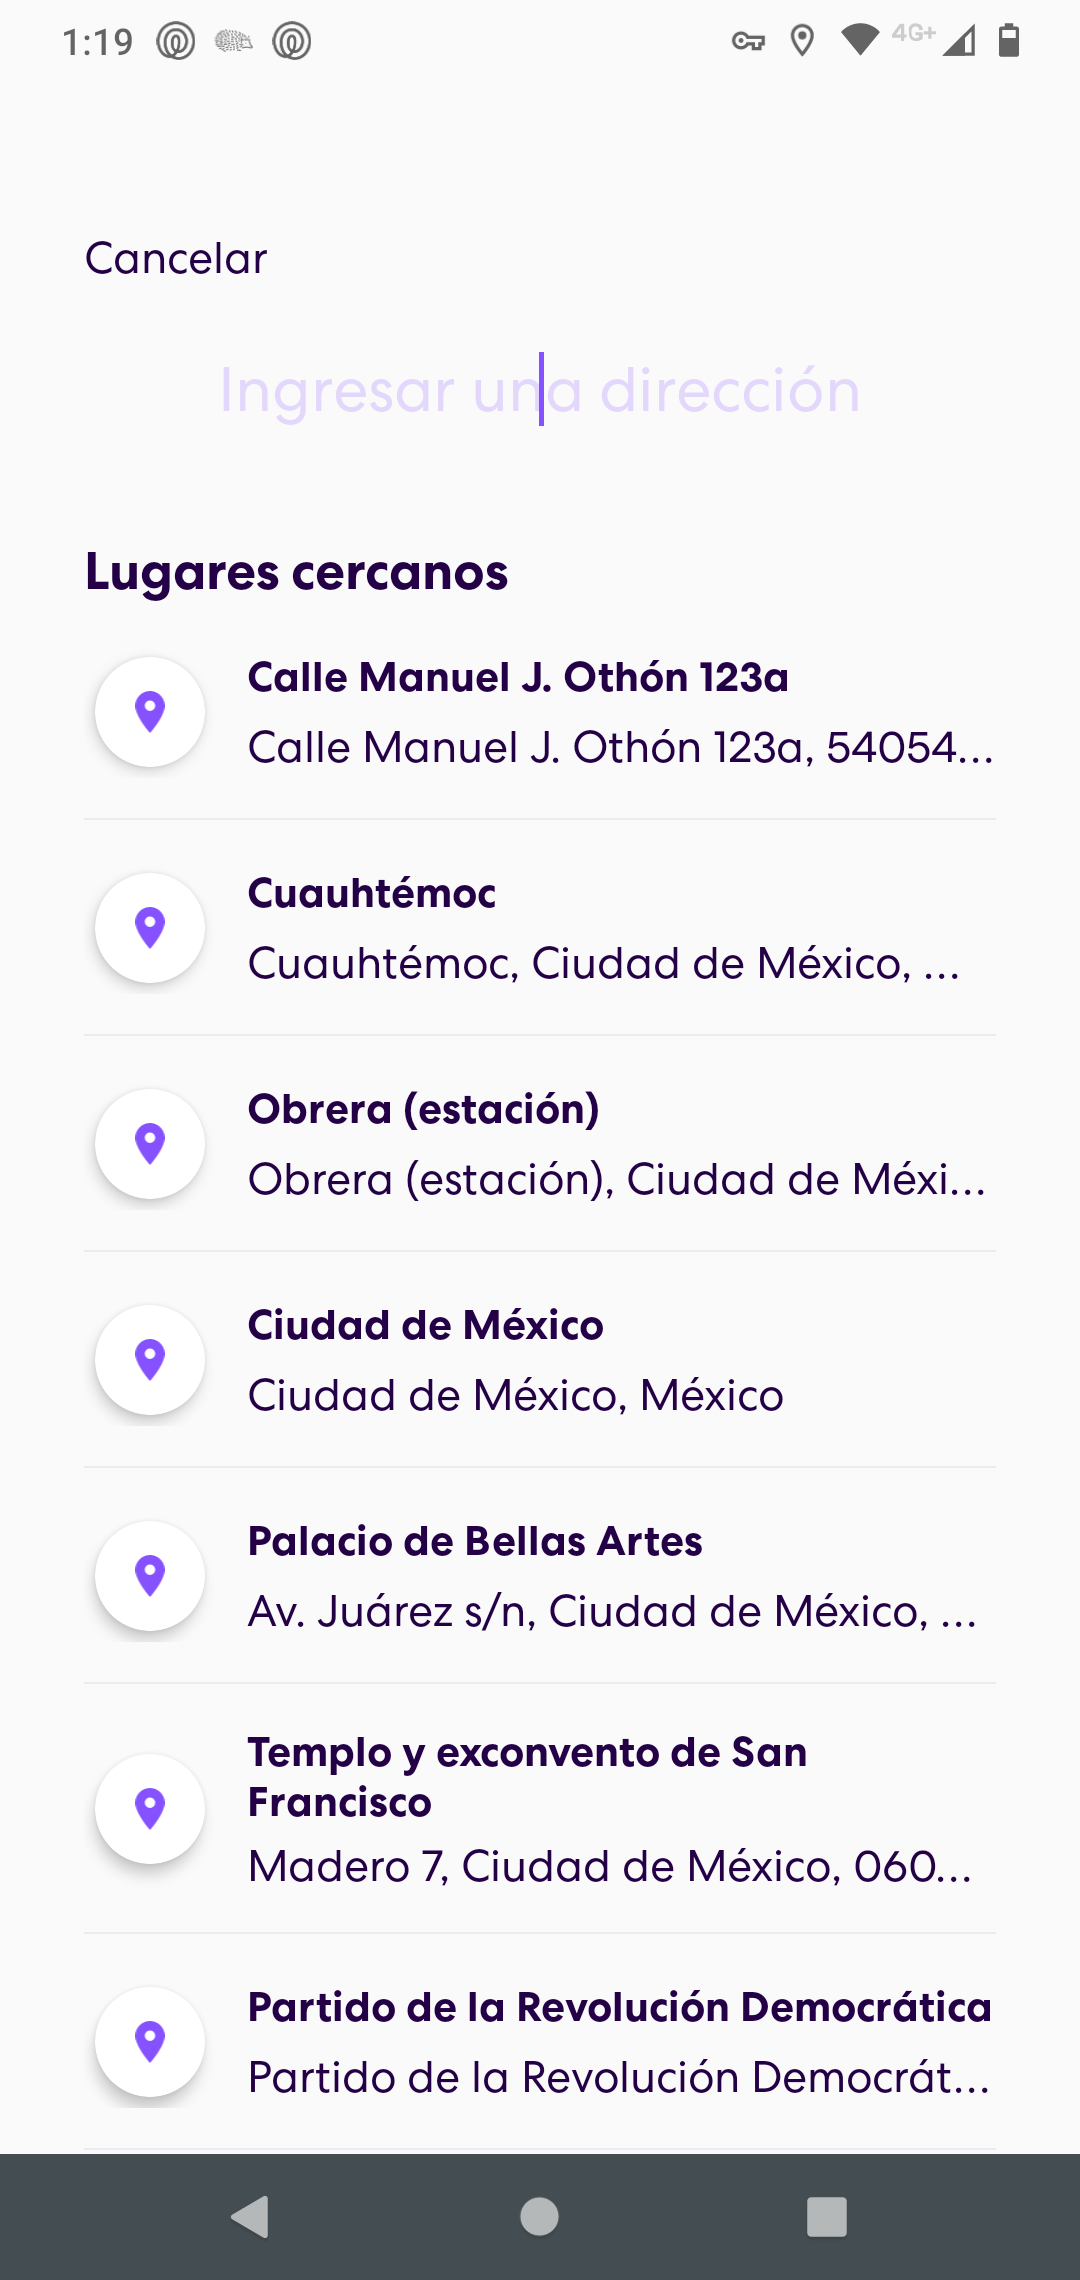 1:19
4G+
Cancelar
Ingresar una dirección
Lugares cercanos
Calle Manuel J. Othón 123a
Calle Manuel J. Othón 123a, 54054...
Cuauhtémoc
Cuauhtémoc, Ciudad de México, ...
Obrera (estación)
Obrera (estación), Ciudad de Méxi...
Ciudad de México
Ciudad de México, México
Palacio de Bellas Artes
Av. Juárez s/n, Ciudad de México, ...
Templo y exconvento de San
Francisco
Madero 7, Ciudad de México, 060...
Partido de la Revolución Democrática
Partido de la Revolución Democrát...